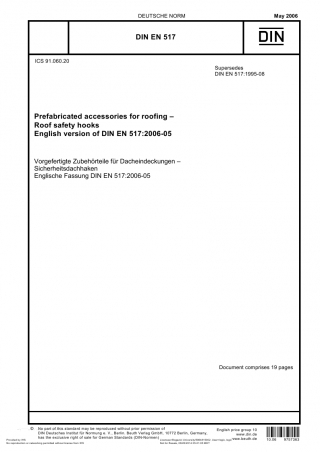 DEUTSCHE NORM
May 2006
DIN EN 517
DIN
ICS 91.060.20
Supersedes
DIN EN 517:1995-08
Prefabricated accessories for roofing –
Roof safety hooks
English version of DIN EN 517:2006-05
Vorgefertigte Zubehörteile für Dacheindeckungen –
Sicherheitsdachhaken
Englische Fassung DIN EN 517:2006-05
Document comprises 19 pages
© No part of this standard may be reproduced without prior permission of
DIN Deutsches Institut für Normung e. V., Berlin. Beuth Verlag GmbH, 10772 Berlin, Germany,
has the exclusive right of sale for German Standards (DIN-Normen)
English price group 10
www.din.de
www.beuth.de